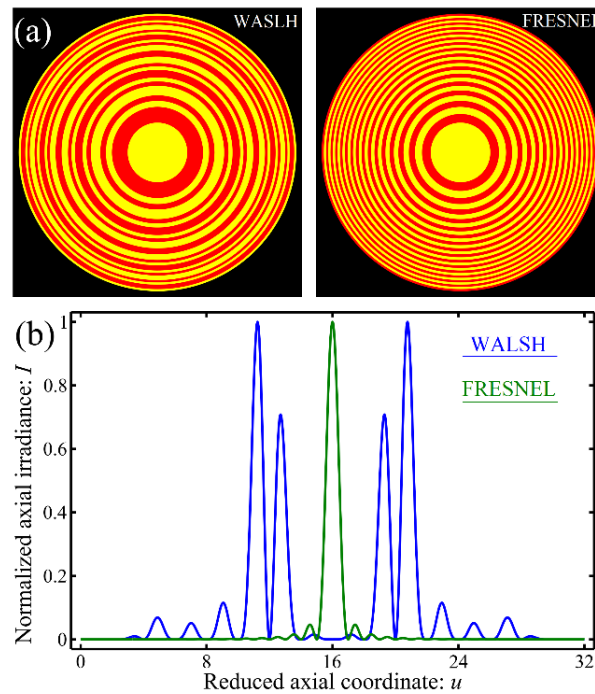 (a)
WASLH
FRESNEL
(b)
Normalized axial irradiance: I
1
0.8
0.6
0.4
0.2
0
WALSH
FRESNEL
0 8 16 24 32
Reduced axial coordinate: u